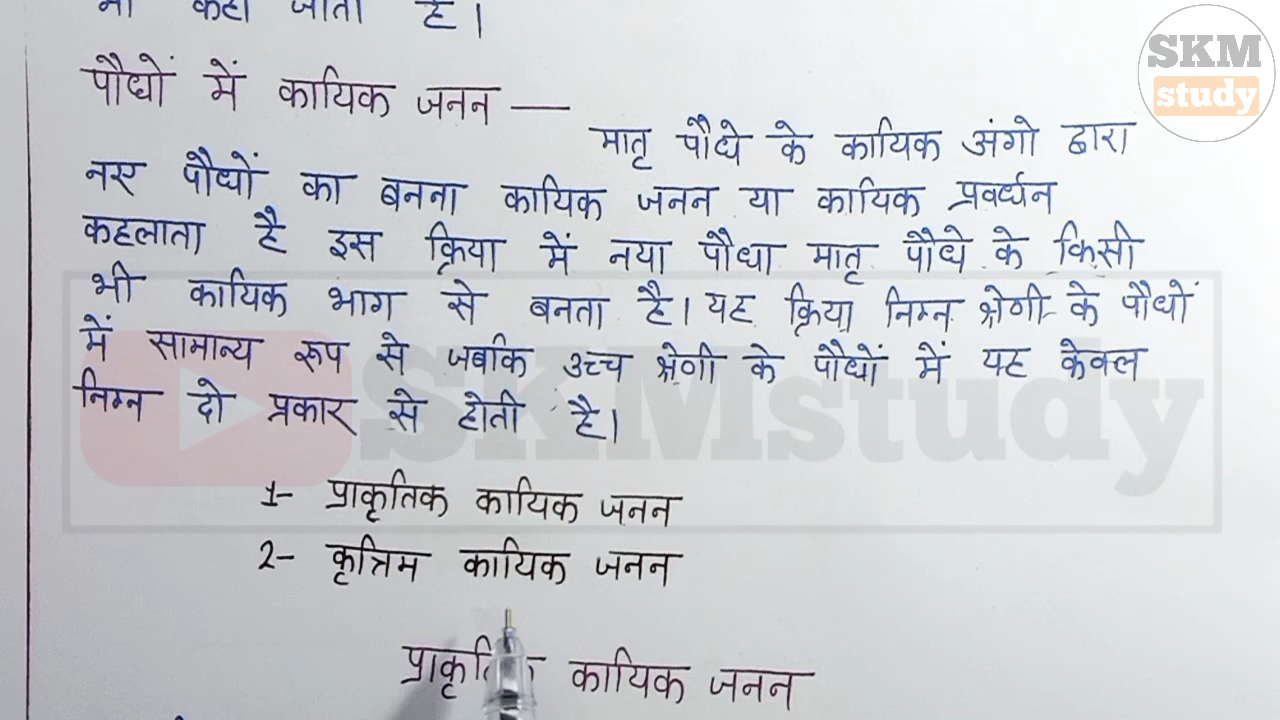 कहा जाता है।
SKM
study
पौधों में कायिक जनन —
मातृ पौधे के कायिक अंगो द्वारा
नए पौधों का बनना कायिक जनन या कायिक प्रवर्धन
कहलाता है इस क्रिया में नया पौधा मातृ पौधे के किसी
भी कायिक भाग से बनता है। यह क्रिया निम्न श्रेणी के पौधों
में सामान्य रूप से जबकि उच्च श्रेणी के पौधों में यह केवल
निम्न दो प्रकार से होती है।
SKMstudy
1- प्राकृतिक कायिक जनन
2- कृत्रिम कायिक जनन
प्राकृतिक कायिक जनन